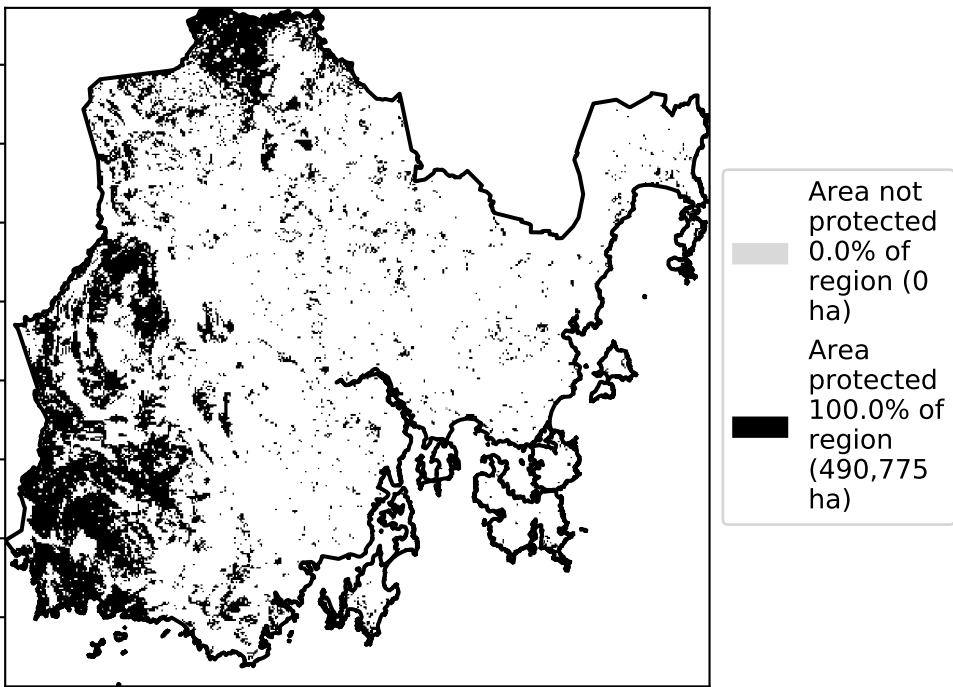 Area not
protected
0.0% of
region (0
ha)
Area
protected
100.0% of
region
(490,775
ha)